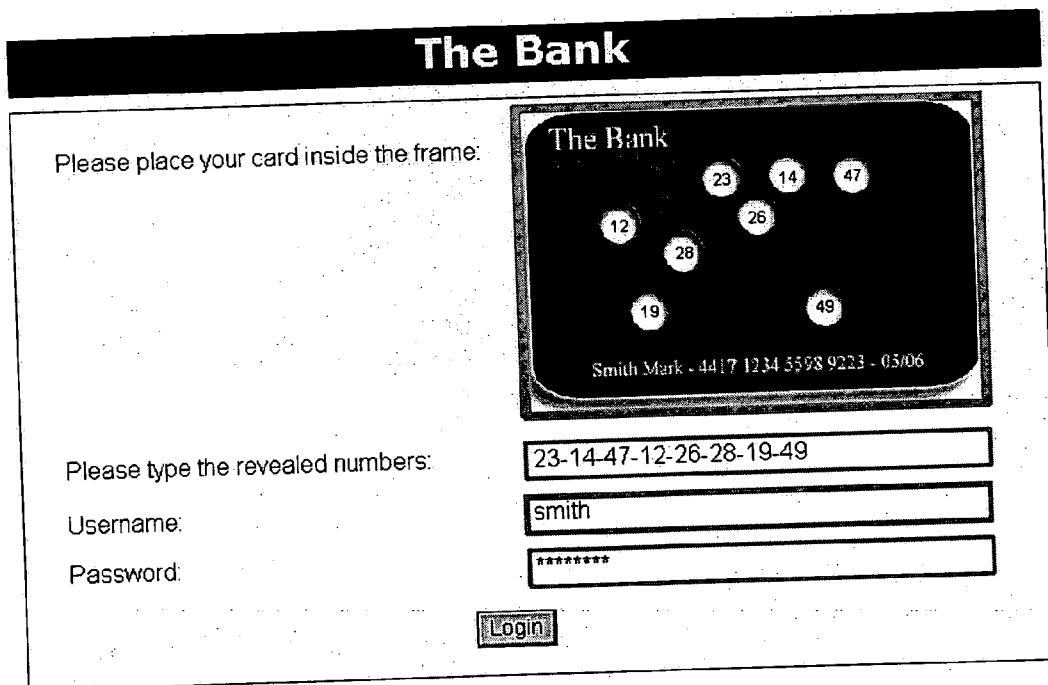 The Bank
Please place your card inside the frame:
The Bank
23 14 47
12 26
28
19 49
Smith Mark - 4417 1234 5598 9223 - 05/06
Please type the revealed numbers: 23-14-47-12-26-28-19-49
Username: smith
Password: ********
Login